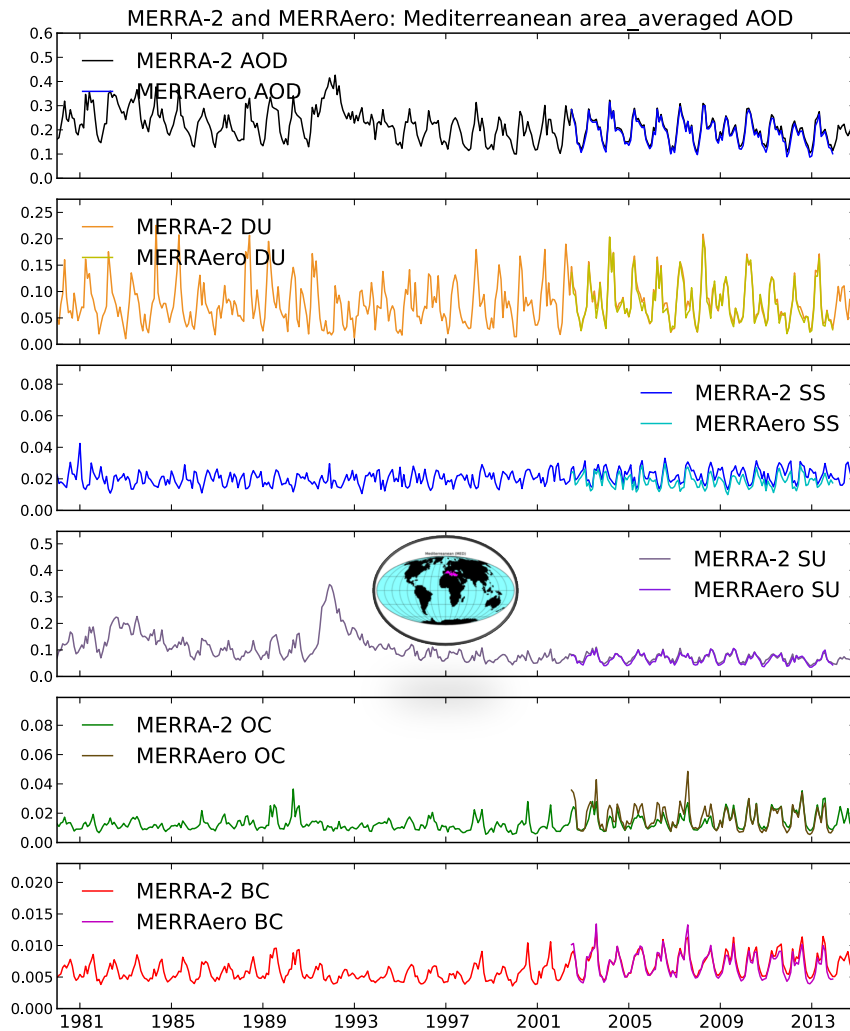 MERRA-2 and MERRAero: Mediterreanean area_averaged AOD
0.6
0.5
0.4
0.3
0.2
0.1
0.0
MERRA-2 AOD
MERRAero AOD
0.25
0.20
0.15
0.10
0.05
0.00
MERRA-2 DU
MERRAero DU
0.08
0.06
0.04
0.02
0.00
MERRA-2 SS
MERRAero SS
0.5
0.4
0.3
0.2
0.1
0.0
Mediterranean (MED)
MERRA-2 SU
MERRAero SU
0.08
0.06
0.04
0.02
0.00
MERRA-2 OC
MERRAero OC
0.020
0.015
0.010
0.005
0.000
MERRA-2 BC
MERRAero BC
1981 1985 1989 1993 1997 2001 2005 2009 2013